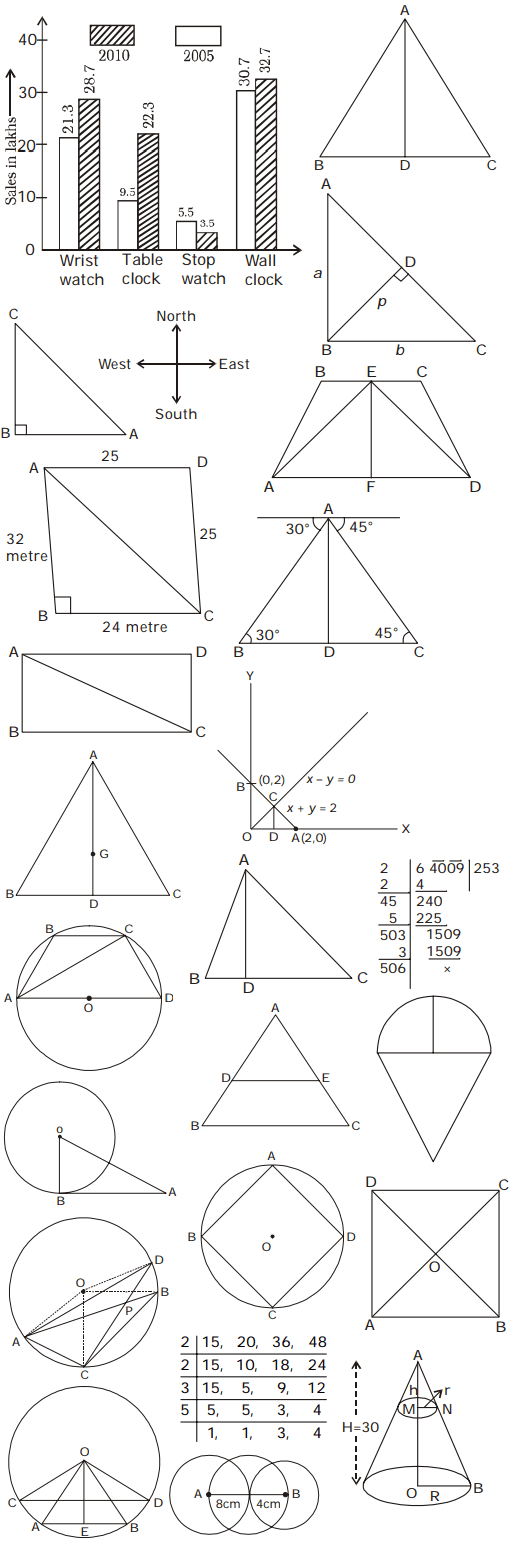 Sales in lakhs
40
30
20
10
0
2010 2005
21.3 28.7
9.5 22.3
5.5 3.5
30.7 32.7
Wrist watch
Table clock
Stop watch
Wall clock
A
B D C
A
a D
p
B b C
C
B A
North
West East
South
B E C
A F D
25
A D
32 metre
25
B C
24 metre
A
30° 45°
30° 45°
B D C
A D
B C
Y
B (0,2) x – y = 0
C x + y = 2
O D A(2,0) X
A
G
B D C
A
B D C
2 6 4009 253
2 4
45 240
5 225
503 1509
3 1509
506 ×
B C
A O D
A
D E
B C
o
B A
A
B O D
C
D C
O
A B
D
O B
P
A
C
2 15, 20, 36, 48
2 15, 10, 18, 24
3 15, 5, 9, 12
5 5, 5, 3, 4
1, 1, 3, 4
A
h r
M N
H=30
O R B
O
C D
A E B
A B
8cm 4cm